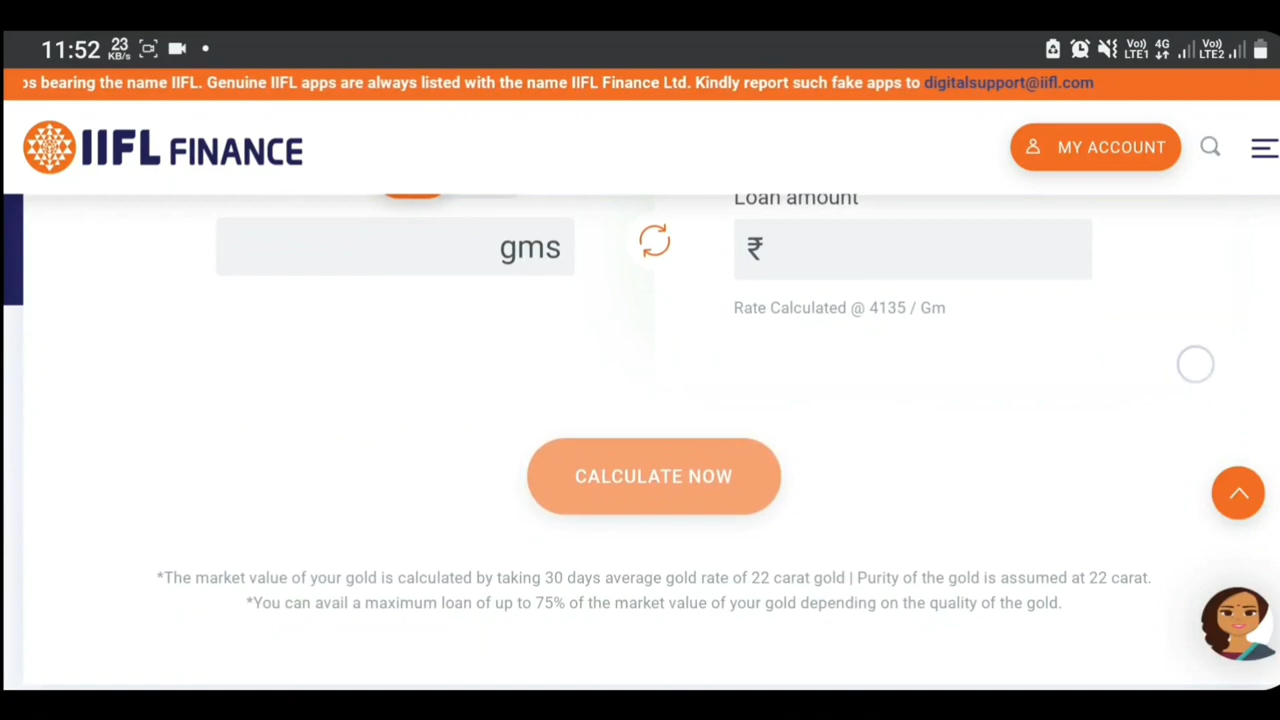 11:52 23 KB/s Vo) LTE1 4G Vo) LTE2
s bearing the name IIFL. Genuine IIFL apps are always listed with the name IIFL Finance Ltd. Kindly report such fake apps to digitalsupport@iifl.com
IIFL FINANCE
MY ACCOUNT
Loan amount
gms
₹
Rate Calculated @ 4135 / Gm
CALCULATE NOW
*The market value of your gold is calculated by taking 30 days average gold rate of 22 carat gold | Purity of the gold is assumed at 22 carat.
*You can avail a maximum loan of up to 75% of the market value of your gold depending on the quality of the gold.